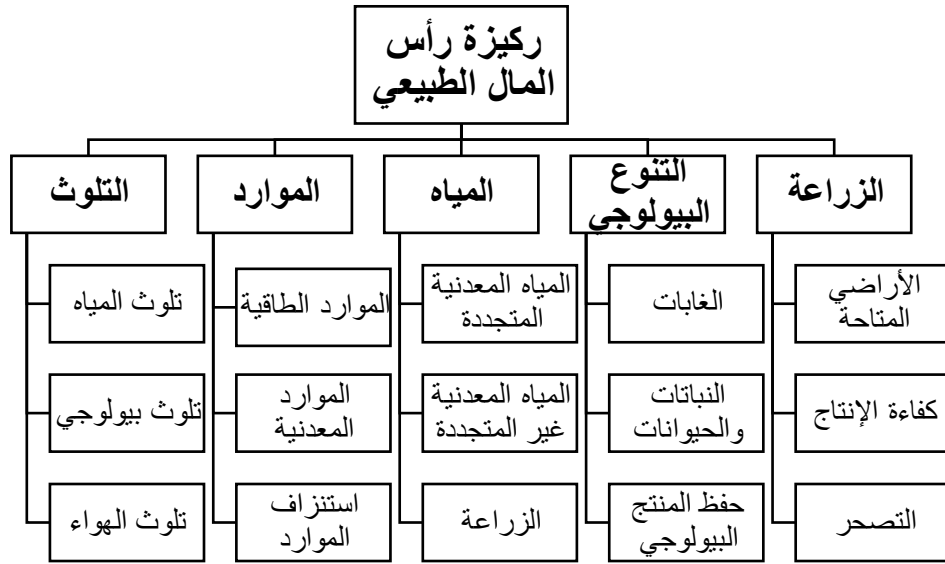 ركيزة رأس
المال الطبيعي
الزراعة
التنوع
البيولوجي
المياه
الموارد
التلوث
الأراضي
المتاحة
كفاءة الإنتاج
التصحر
الغابات
النباتات
والحيوانات
حفظ المنتج
البيولوجي
المياه المعدنية
المتجددة
المياه المعدنية
غير المتجددة
الزراعة
الموارد الطاقية
الموارد
المعدنية
استنزاف
الموارد
تلوث المياه
تلوث بيولوجي
تلوث الهواء